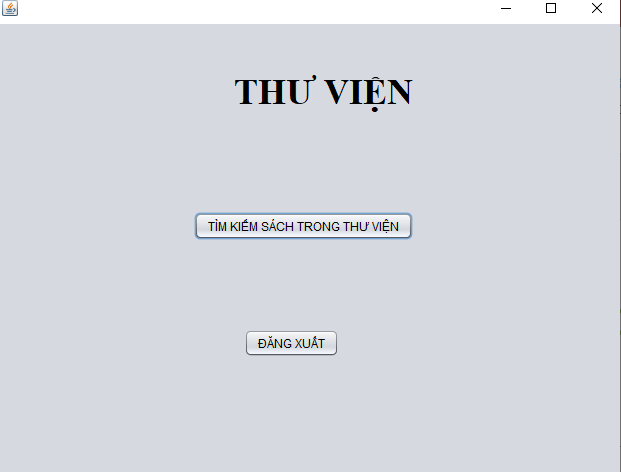 THƯ VIỆN
TÌM KIẾM SÁCH TRONG THƯ VIỆN
ĐĂNG XUẤT